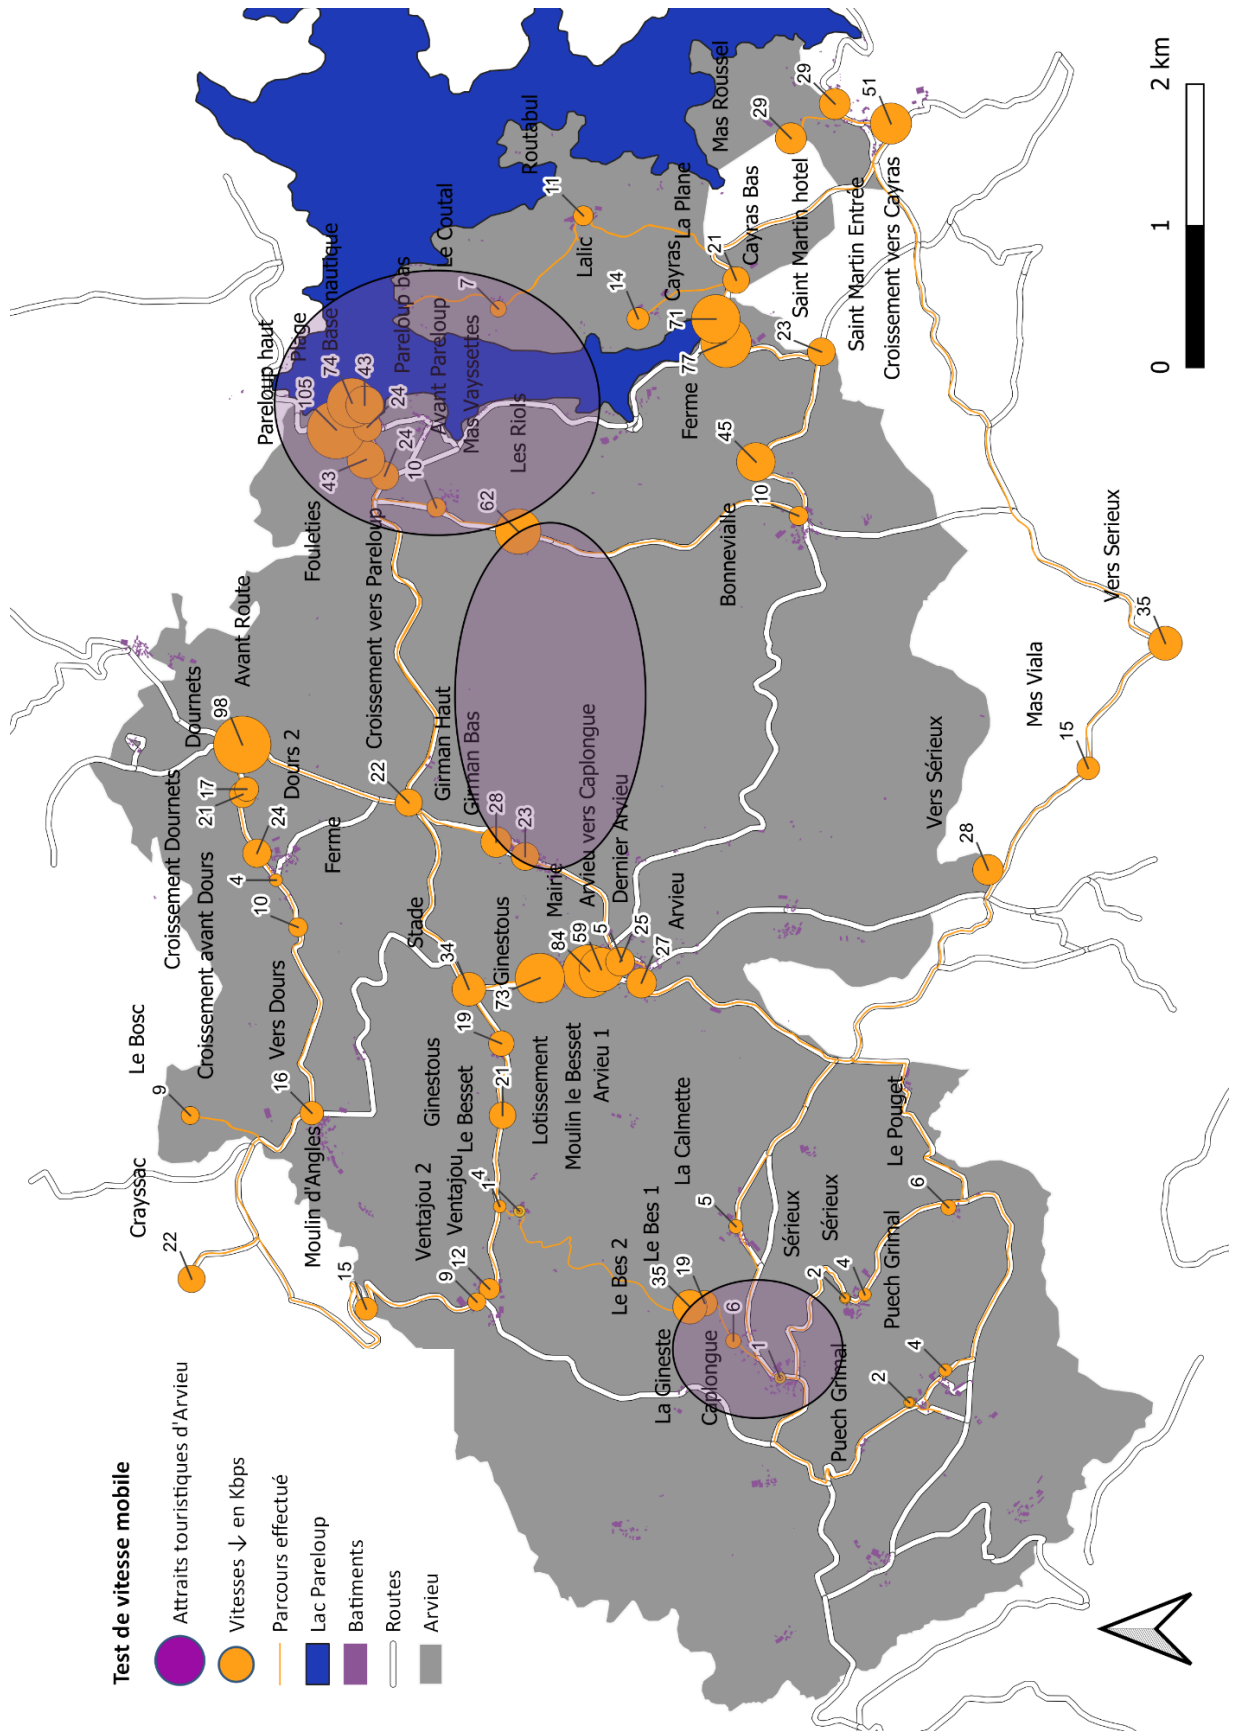 Test de vitesse mobile
Attraits touristiques d'Arvieu
Vitesses ↓ en Kbps
Parcours effectué
Lac Pareloup
Batiments
Routes
Arvieu
Crayssac
22
Le Bosc
9
Croissement Dournets
Croissement avant Dours
Dournets
Avant Route
98
17
21
Dours 2
24
4
10
Ferme
Vers Dours
16
Moulin d'Angles
15
Pareloup haut
Plage
Base nautique
105
74
43
43
24
24
10
Pareloup bas
Avant Pareloup
Mas Vayssettes
Le Coutal
7
Fouleties
Croissement vers Pareloup
22
Les Riols
62
Routabul
11
Lalic
14
Cayras
La Plane
Mas Roussel
29
29
51
Girman Haut
Girman Bas
28
23
Stade
34
Ginestous
73
19
Ginestous
21
Ventajou 2
Ventajou
Le Besset
9
12
1
4
Lotissement
Moulin le Besset
Arvieu 1
Mairie
Arvieu vers Caplongue
Dernier Arvieu
84
59
5
25
27
Arvieu
Le Bes 2
Le Bes 1
35
19
6
1
La Calmette
5
La Gineste
Caplongue
Sérieux
Sérieux
2
4
Puech Grimal
Puech Grimal
2
4
Le Pouget
6
Ferme
71
77
21
Cayras Bas
Saint Martin hotel
23
Saint Martin Entrée
Croissement vers Cayras
45
10
Bonnevialle
Vers Sérieux
28
Mas Viala
15
Vers Serieux
35
0
1
2 km